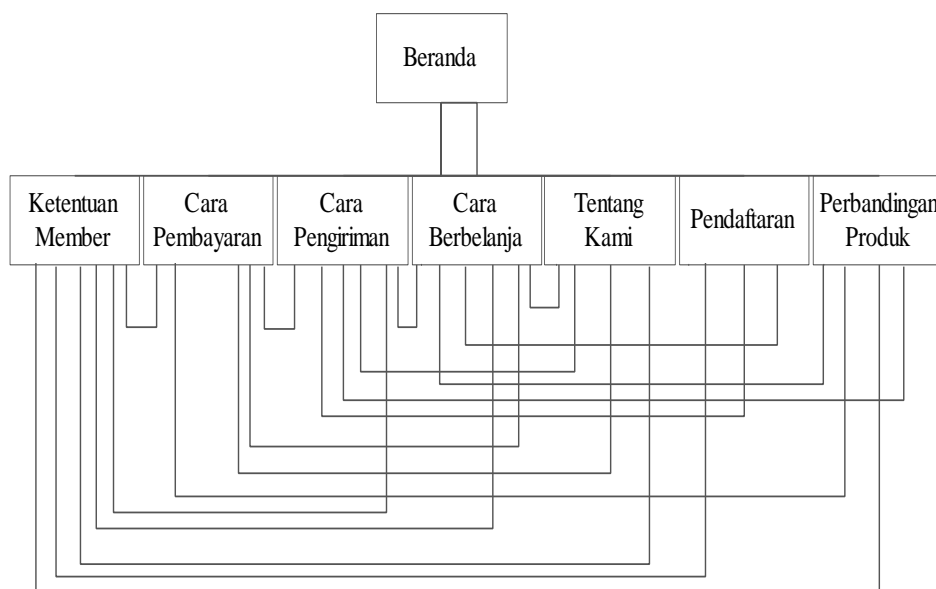 Beranda
Ketentuan
Member
Cara
Pembayaran
Cara
Pengiriman
Cara
Berbelanja
Tentang
Kami
Pendaftaran
Perbandingan
Produk